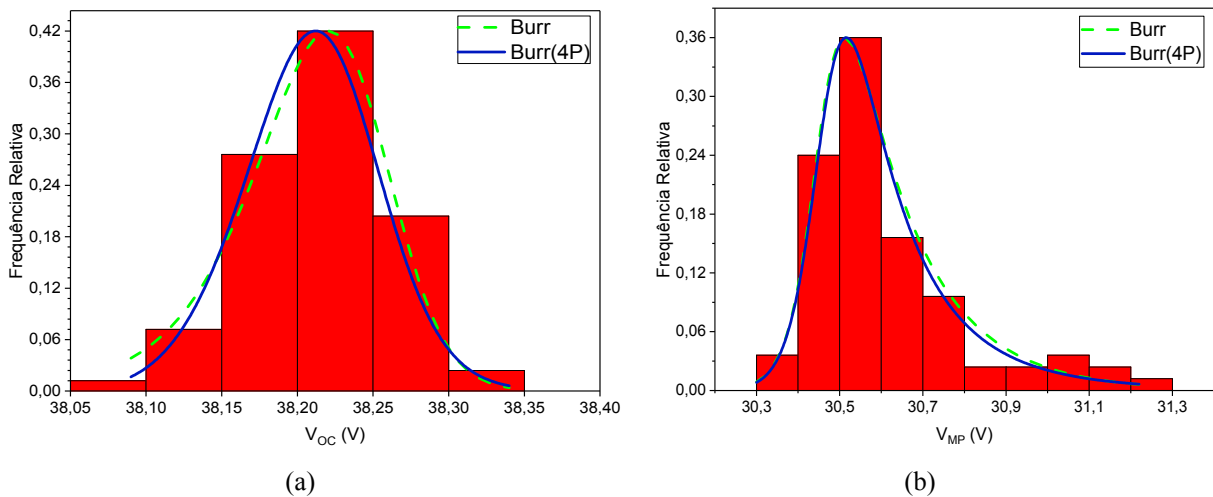 0,42
0,36
0,30
0,24
0,18
0,12
0,06
0,00
Frequência Relativa
Burr
Burr(4P)
38,05 38,10 38,15 38,20 38,25 38,30 38,35 38,40
V_OC (V)
(a)
0,36
0,30
0,24
0,18
0,12
0,06
0,00
Frequência Relativa
Burr
Burr(4P)
30,3 30,5 30,7 30,9 31,1 31,3
V_MP (V)
(b)